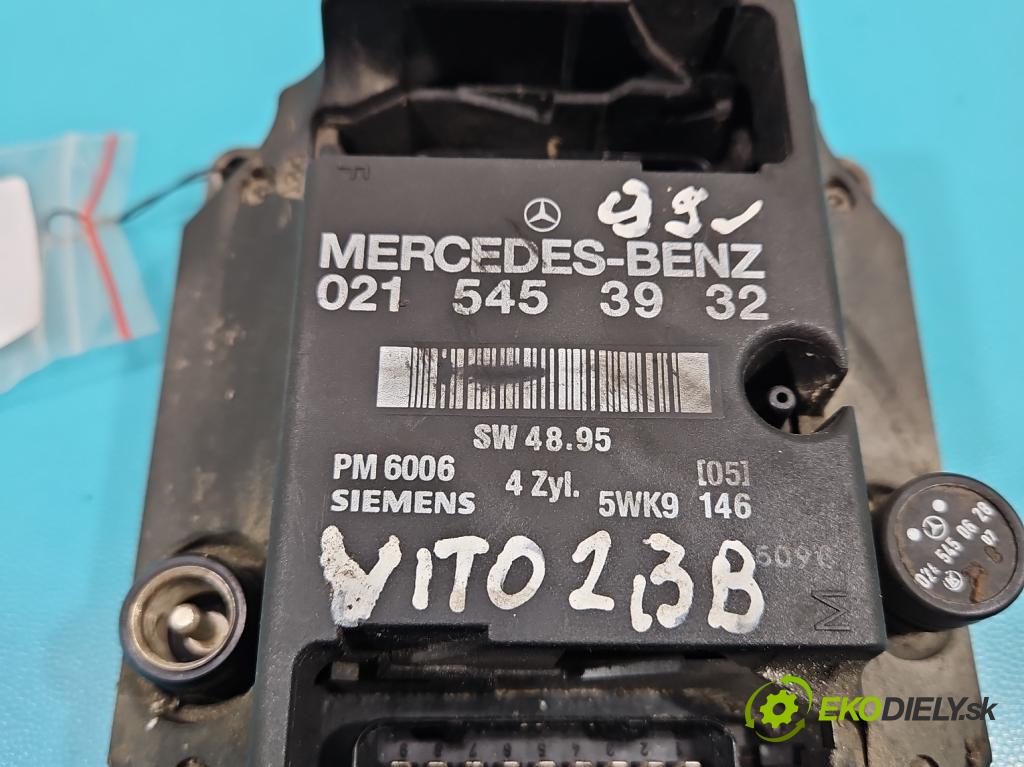 99-
MERCEDES-BENZ
021 545 39 32
SW 48.95
PM 6006 4 Zyl. [05]
SIEMENS 5WK9 146
VITO 2,3B
M
EKODIELY.sk